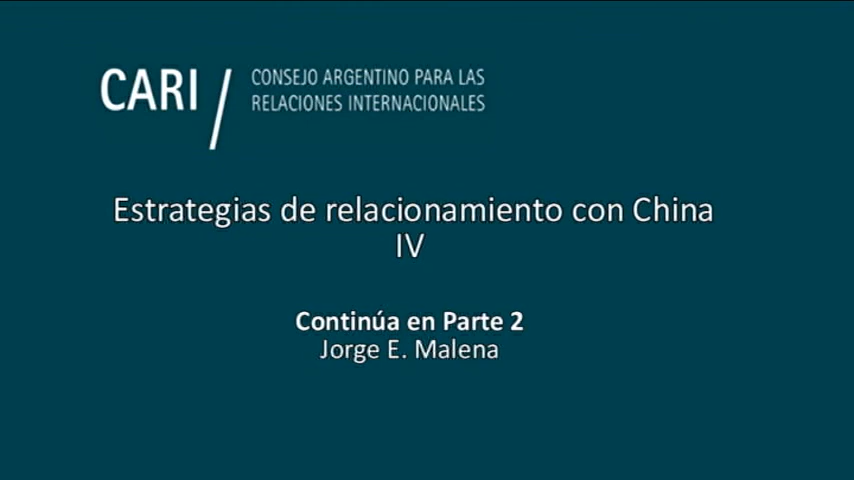 CARI
CONSEJO ARGENTINO PARA LAS
RELACIONES INTERNACIONALES
Estrategias de relacionamiento con China
IV
Continúa en Parte 2
Jorge E. Malena